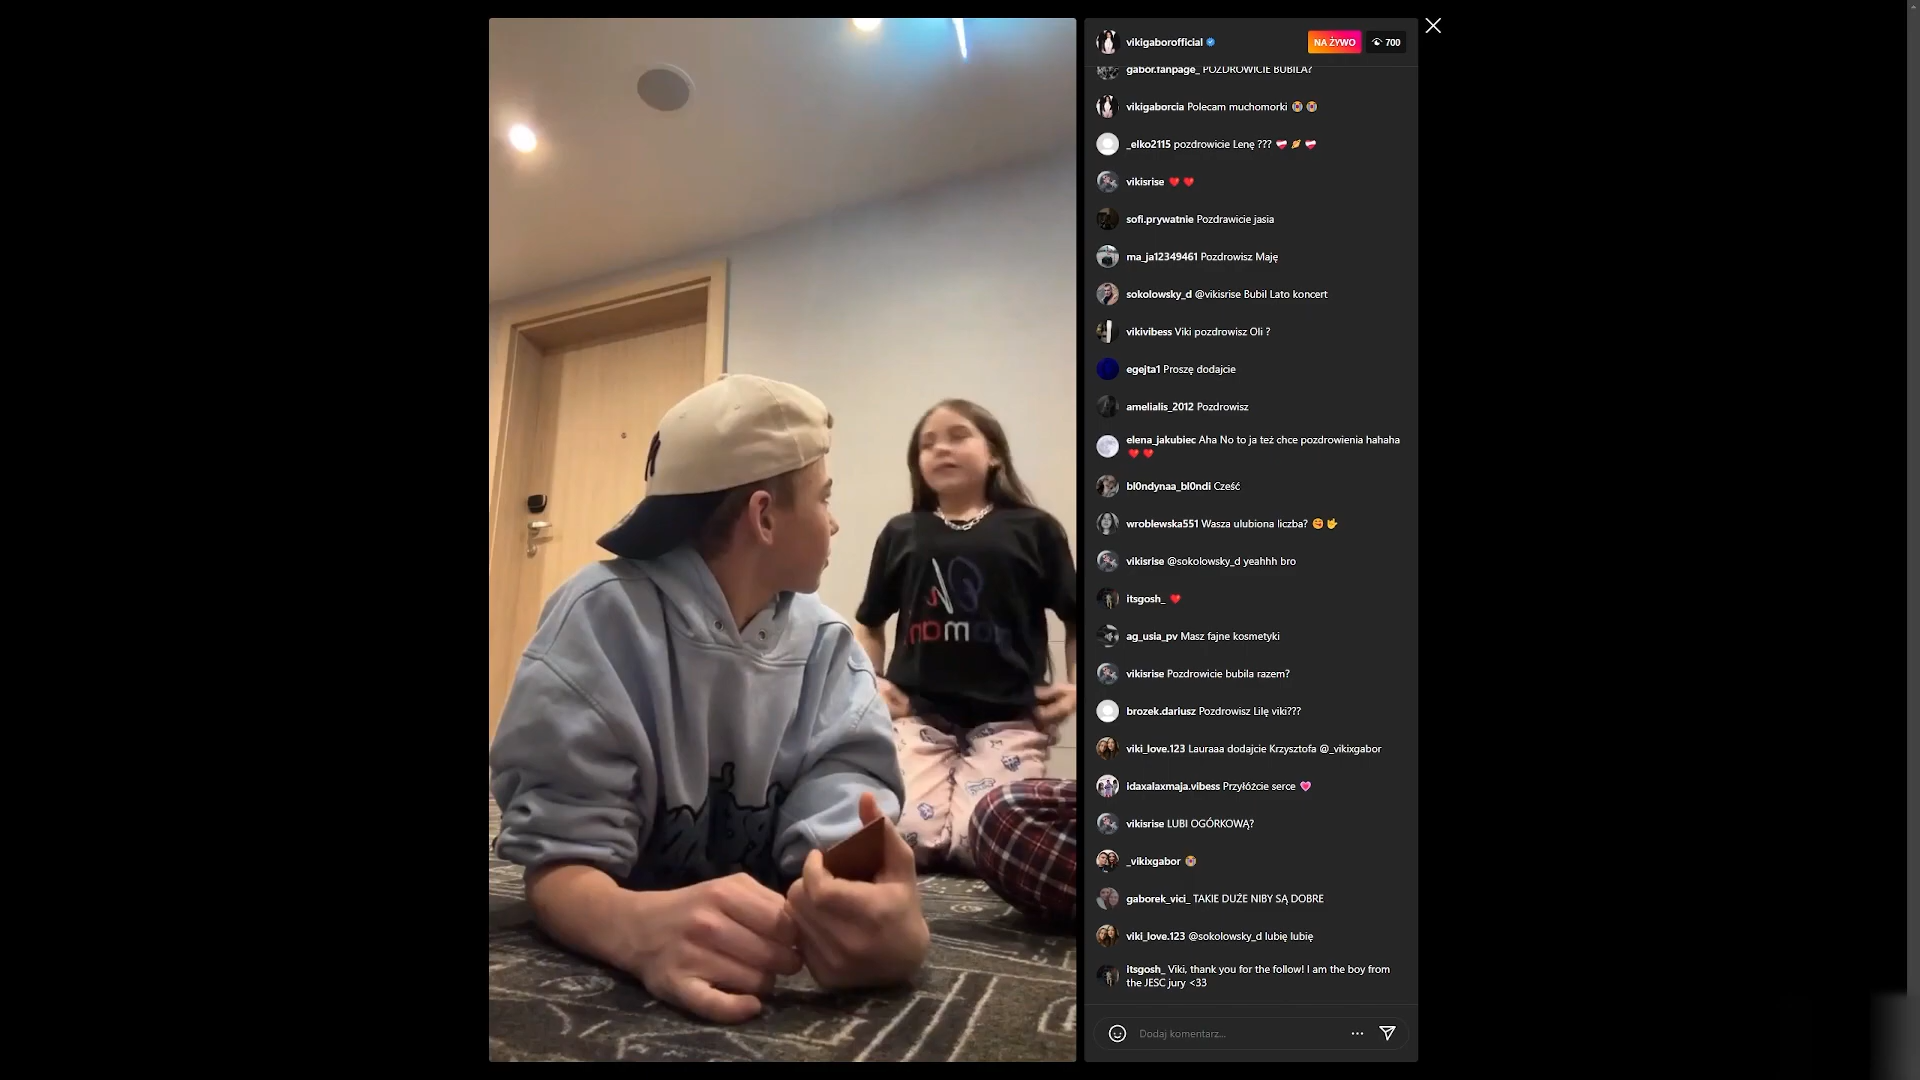 vikigaborofficial
NA ŻYWO
700
gabor.fanpage_ POZDROWICIE BUBILA?
vikigaborcia Polecam muchomorki
_elko2115 pozdrowicie Lenę ???
vikisrise
sofi.prywatnie Pozdrawicie jasia
ma_ja12349461 Pozdrowisz Maję
sokolowsky_d @vikisrise Bubil Lato koncert
vikivibess Viki pozdrowisz Oli ?
egejta1 Proszę dodajcie
amelialis_2012 Pozdrowisz
elena_jakubiec Aha No to ja też chce pozdrowienia hahaha
bl0ndynaa_bl0ndi Cześć
wroblewska551 Wasza ulubiona liczba?
vikisrise @sokolowsky_d yeahhh bro
itsgosh_
ag_usia_pv Masz fajne kosmetyki
vikisrise Pozdrowicie bubila razem?
brozek.dariusz Pozdrowisz Lilę viki???
viki_love.123 Lauraaa dodajcie Krzysztofa @_vikixgabor
idaxalaxmaja.vibess Przyłóżcie serce
vikisrise LUBI OGÓRKOWĄ?
_vikixgabor
gaborek_vici_ TAKIE DUŻE NIBY SĄ DOBRE
viki_love.123 @sokolowsky_d lubię lubię
itsgosh_ Viki, thank you for the follow! I am the boy from
the JESC jury <33
Dodaj komentarz...
Oh